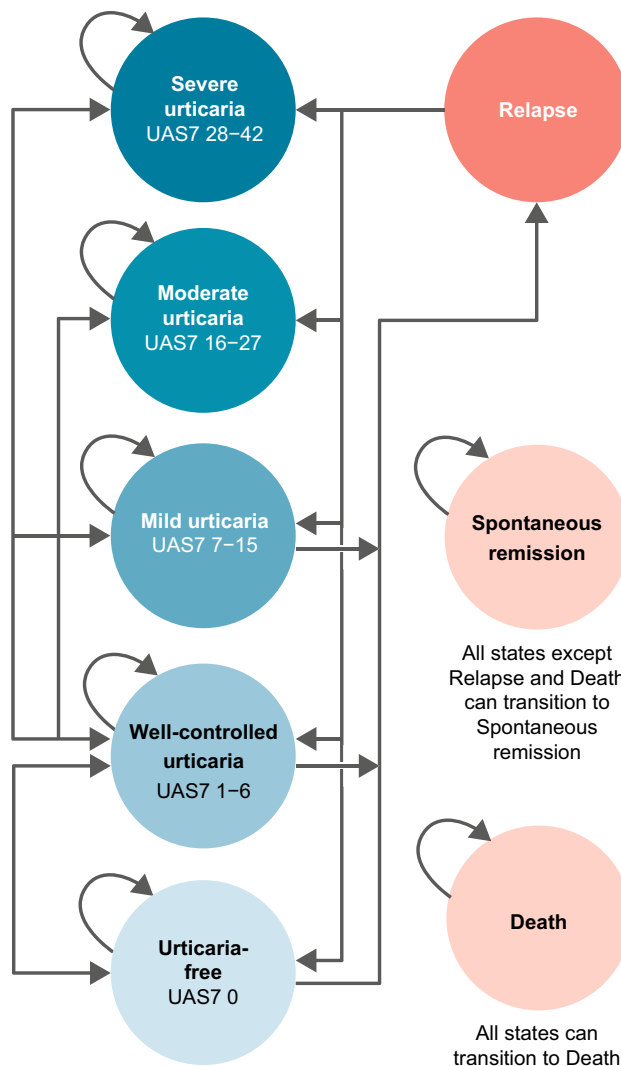 Severe
urticaria
UAS7 28–42
Relapse
Moderate
urticaria
UAS7 16–27
Mild urticaria
UAS7 7–15
Spontaneous
remission
All states except
Relapse and Death
can transition to
Spontaneous
remission
Well-controlled
urticaria
UAS7 1–6
Urticaria-
free
UAS7 0
Death
All states can
transition to Death